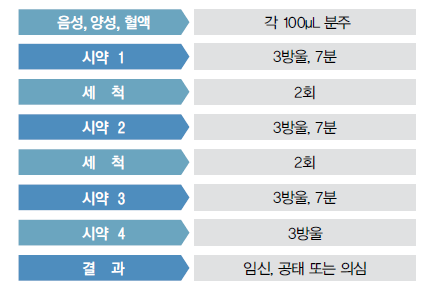 음성, 양성, 혈액 각 100µL 분주
시약 1 3방울, 7분
세 척 2회
시약 2 3방울, 7분
세 척 2회
시약 3 3방울, 7분
시약 4 3방울
결 과 임신, 공태 또는 의심